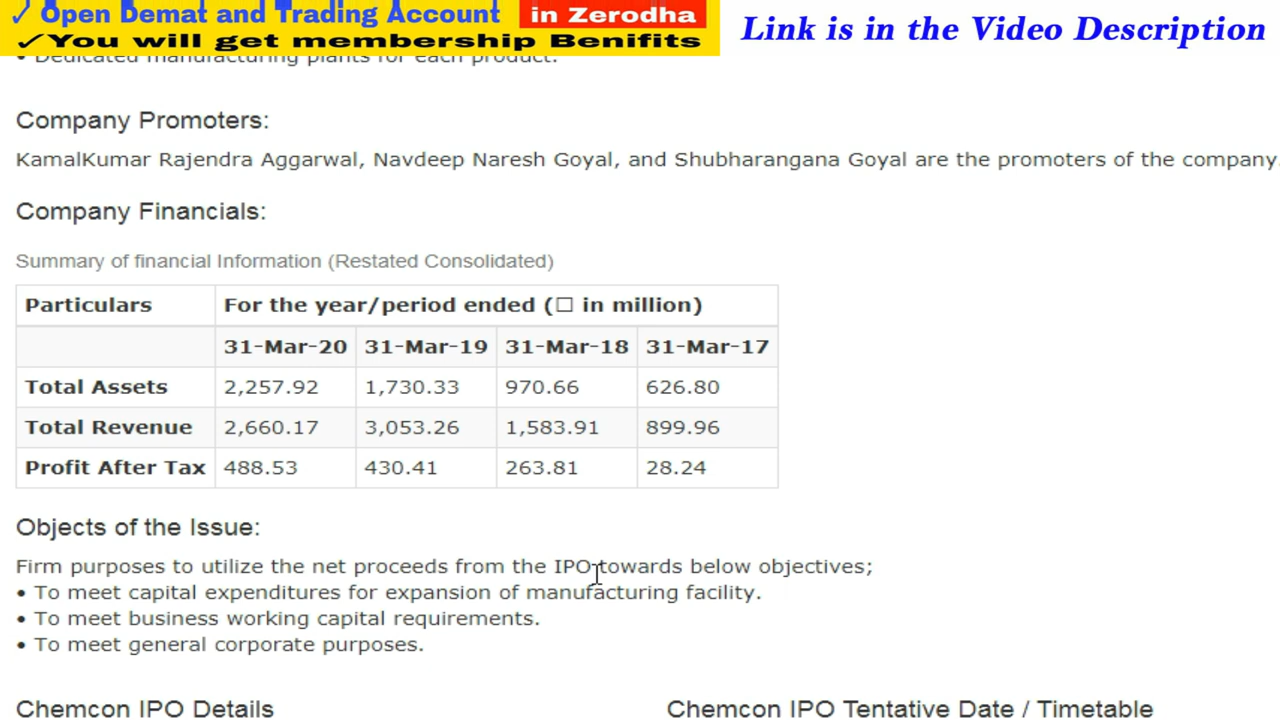 ✓ Open Demat and Trading Account in Zerodha
✓You will get membership Benifits
Link is in the Video Description
• Dedicated manufacturing plants for each product.
Company Promoters:
KamalKumar Rajendra Aggarwal, Navdeep Naresh Goyal, and Shubharangana Goyal are the promoters of the company.
Company Financials:
Summary of financial Information (Restated Consolidated)
Particulars For the year/period ended (□ in million)
31-Mar-20 31-Mar-19 31-Mar-18 31-Mar-17
Total Assets 2,257.92 1,730.33 970.66 626.80
Total Revenue 2,660.17 3,053.26 1,583.91 899.96
Profit After Tax 488.53 430.41 263.81 28.24
Objects of the Issue:
Firm purposes to utilize the net proceeds from the IPO towards below objectives;
• To meet capital expenditures for expansion of manufacturing facility.
• To meet business working capital requirements.
• To meet general corporate purposes.
Chemcon IPO Details
Chemcon IPO Tentative Date / Timetable